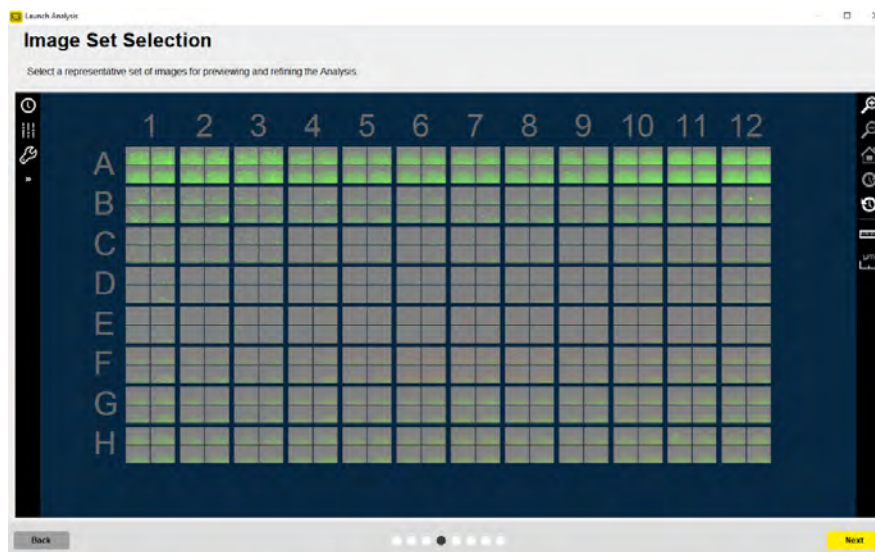 Launch Analysis
Image Set Selection
Select a representative set of images for previewing and refining the Analysis.
1 2 3 4 5 6 7 8 9 10 11 12
A
B
C
D
E
F
G
H
µm
Back
Next